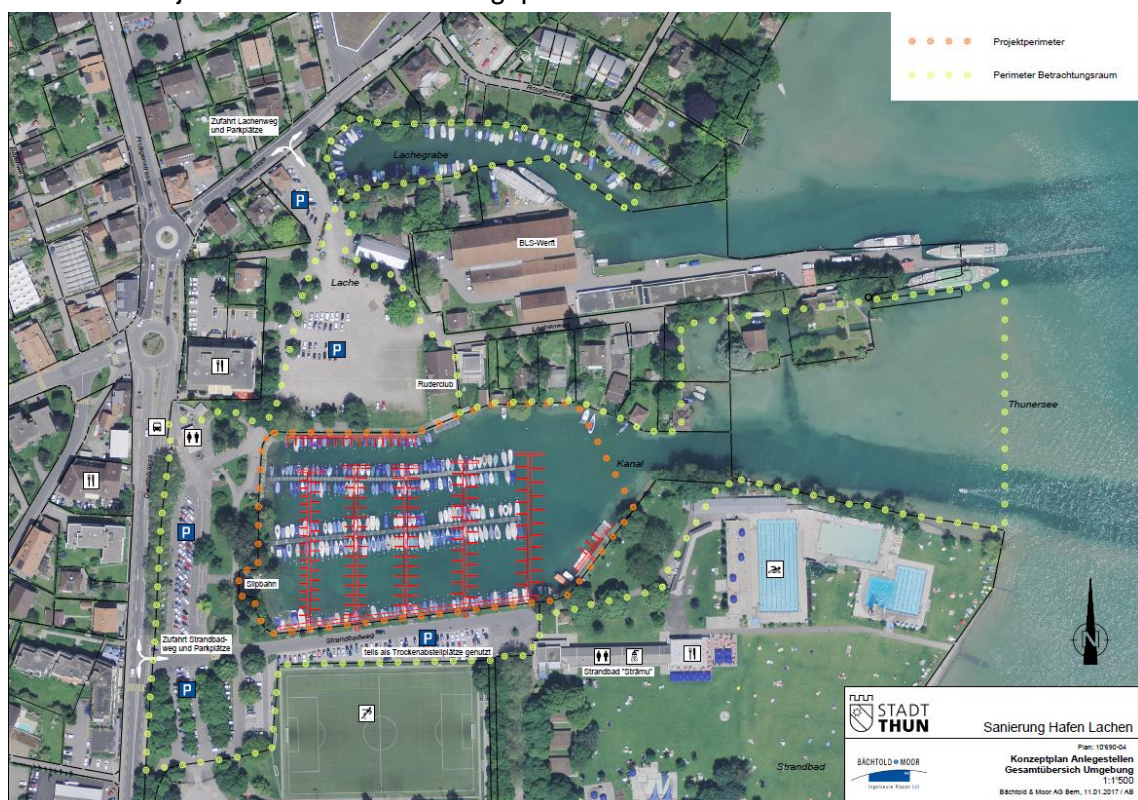 Projektperimeter
Perimeter Betrachtungsraum
Zufahrt Lachenweg
und Parkplätze
Lachegrabe
P
BLS-Werft
Lache
P
Lachenweg
Ruderclub
Thunersee
Kanal
P
Slipbahn
Strandbadweg
P
teils als Trockenabstellplätze genutzt
Zufahrt Strandbad-
weg und Parkplätze
P
Strandbad "Strämu"
Strandbad
N
STADT
THUN
Sanierung Hafen Lachen
Plan: 10'690-04
Konzeptplan Anlegestellen
Gesamtübersich Umgebung
1:1'500
BÄCHTOLD MOOR
Bächtold & Moor AG Bern, 11.01.2017 / AB